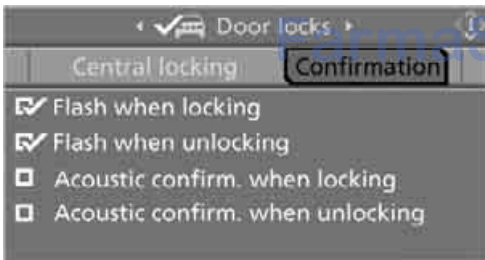 Door locks
Central locking
Confirmation
Flash when locking
Flash when unlocking
Acoustic confirm. when locking
Acoustic confirm. when unlocking